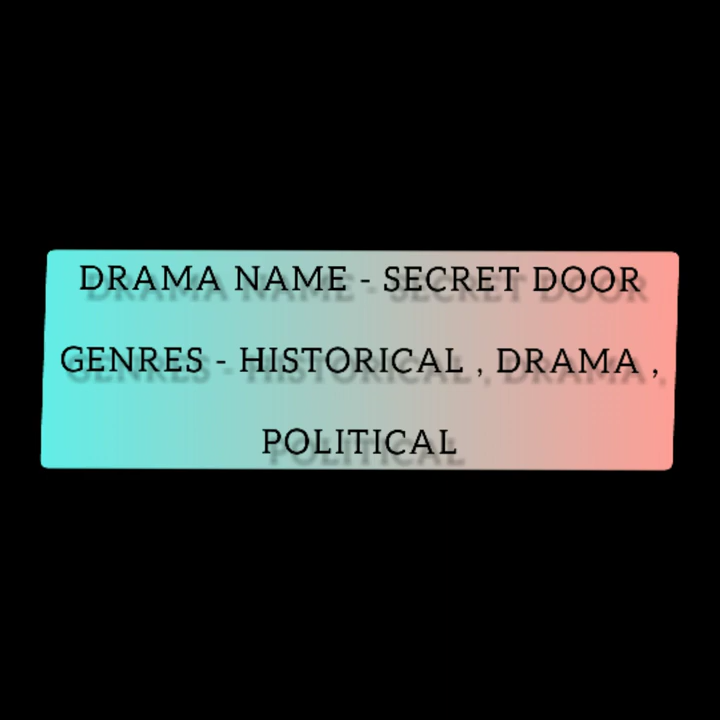 DRAMA NAME - SECRET DOOR
GENRES - HISTORICAL , DRAMA ,
POLITICAL